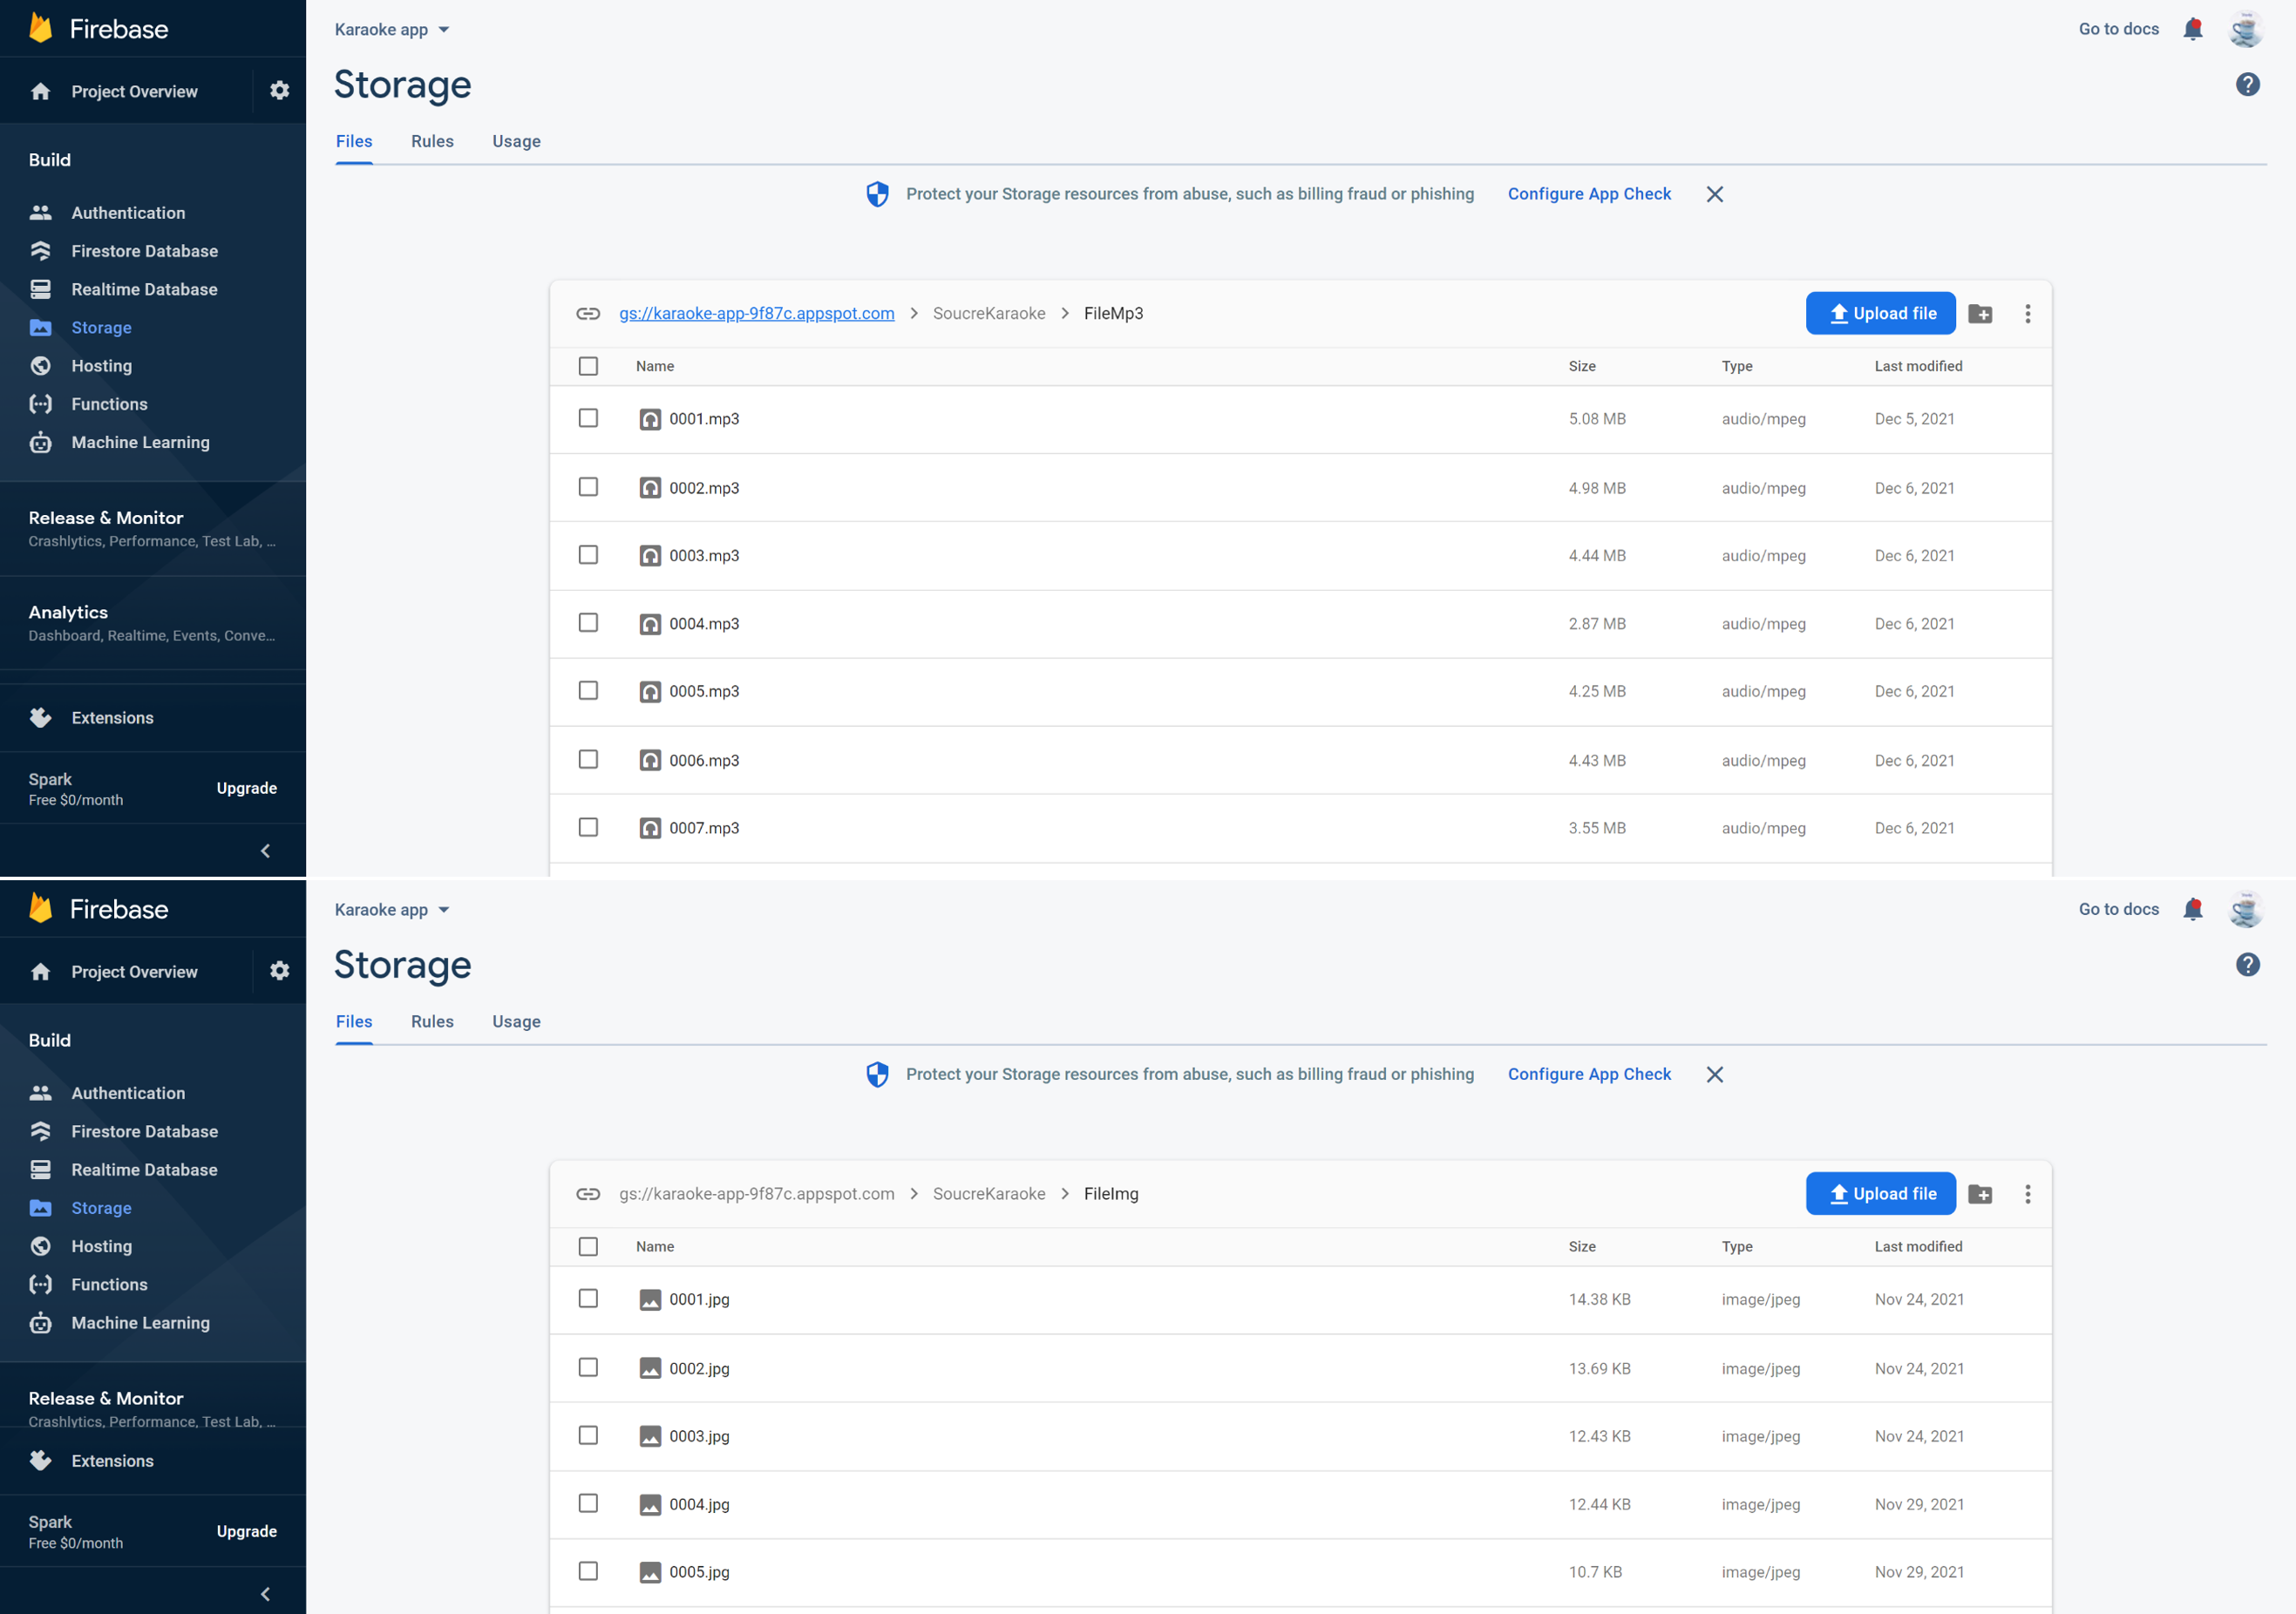 Firebase
Karaoke app
Go to docs
Project Overview
Storage
Files Rules Usage
Build
Protect your Storage resources from abuse, such as billing fraud or phishing Configure App Check
Authentication
Firestore Database
Realtime Database
Storage
Hosting
Functions
Machine Learning
Release & Monitor
Crashlytics, Performance, Test Lab, ...
Analytics
Dashboard, Realtime, Events, Conve...
Extensions
Spark
Free $0/month
Upgrade
gs://karaoke-app-9f87c.appspot.com > SoucreKaraoke > FileMp3
Upload file
Name Size Type Last modified
0001.mp3 5.08 MB audio/mpeg Dec 5, 2021
0002.mp3 4.98 MB audio/mpeg Dec 6, 2021
0003.mp3 4.44 MB audio/mpeg Dec 6, 2021
0004.mp3 2.87 MB audio/mpeg Dec 6, 2021
0005.mp3 4.25 MB audio/mpeg Dec 6, 2021
0006.mp3 4.43 MB audio/mpeg Dec 6, 2021
0007.mp3 3.55 MB audio/mpeg Dec 6, 2021
Firebase
Karaoke app
Go to docs
Project Overview
Storage
Files Rules Usage
Build
Protect your Storage resources from abuse, such as billing fraud or phishing Configure App Check
Authentication
Firestore Database
Realtime Database
Storage
Hosting
Functions
Machine Learning
Release & Monitor
Crashlytics, Performance, Test Lab, ...
Extensions
Spark
Free $0/month
Upgrade
gs://karaoke-app-9f87c.appspot.com > SoucreKaraoke > FileImg
Upload file
Name Size Type Last modified
0001.jpg 14.38 KB image/jpeg Nov 24, 2021
0002.jpg 13.69 KB image/jpeg Nov 24, 2021
0003.jpg 12.43 KB image/jpeg Nov 24, 2021
0004.jpg 12.44 KB image/jpeg Nov 29, 2021
0005.jpg 10.7 KB image/jpeg Nov 29, 2021